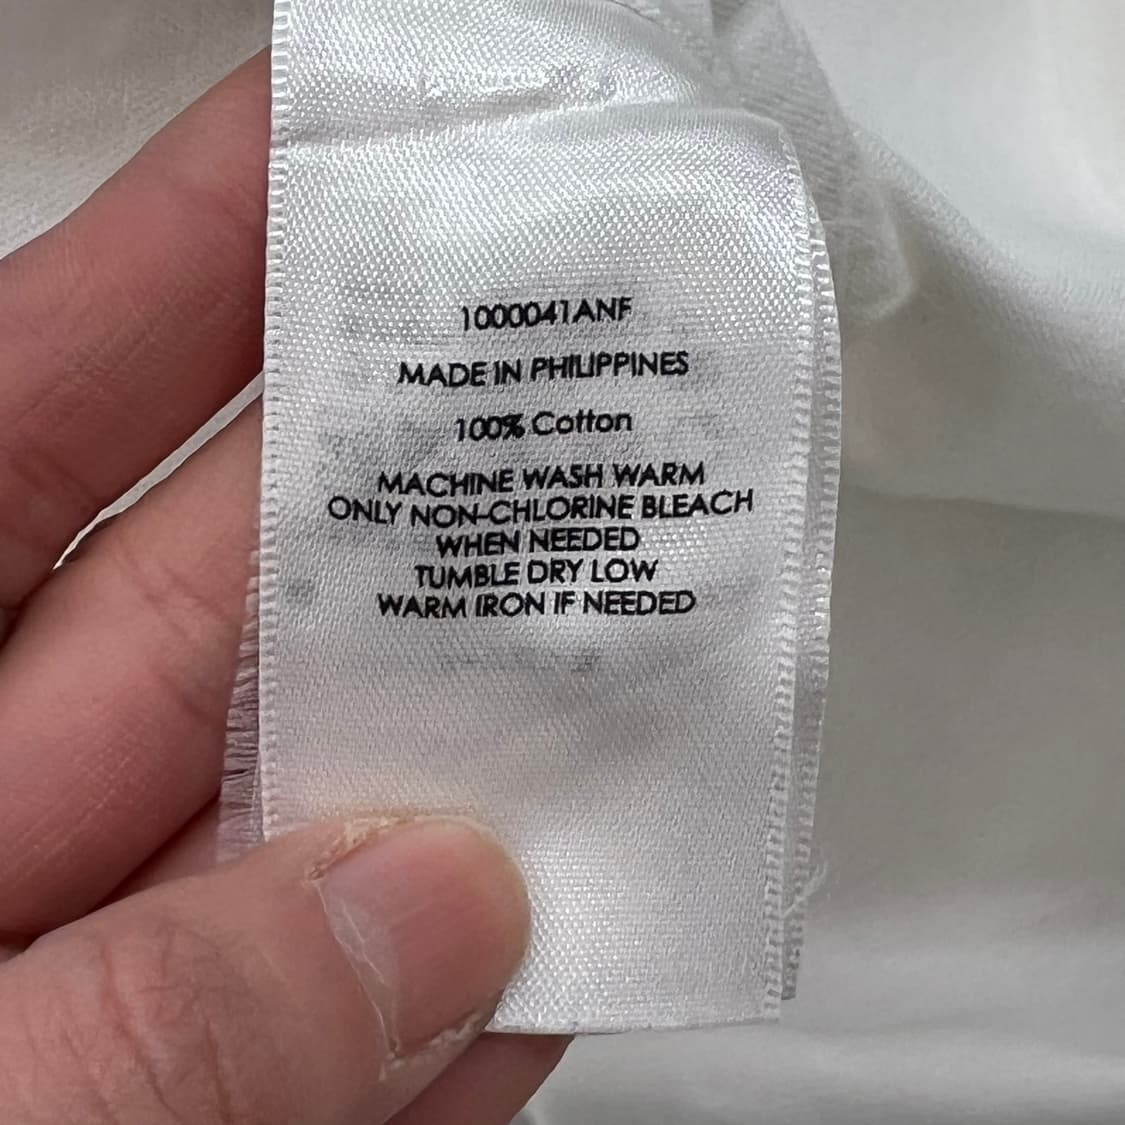 1000041ANF
MADE IN PHILIPPINES
100% Cotton
MACHINE WASH WARM
ONLY NON-CHLORINE BLEACH
WHEN NEEDED
TUMBLE DRY LOW
WARM IRON IF NEEDED